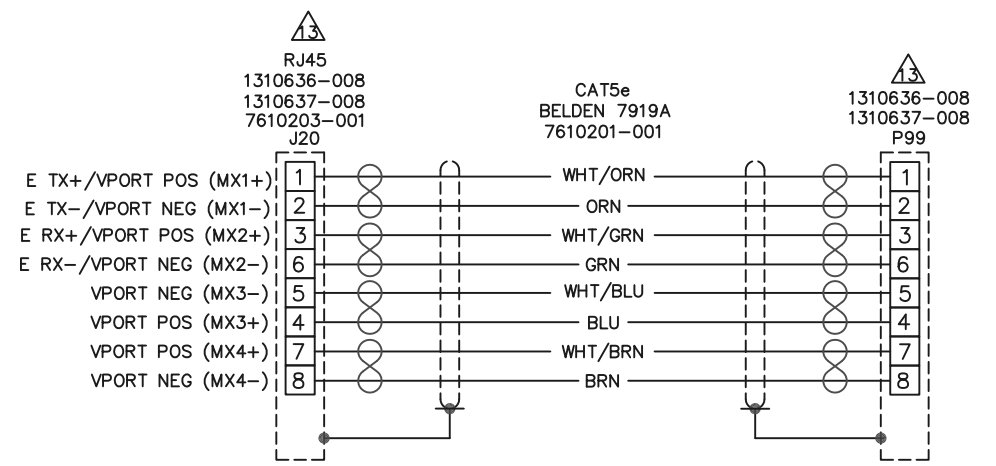 13
RJ45
1310636-008
1310637-008
7610203-001
J20
CAT5e
BELDEN 7919A
7610201-001
13
1310636-008
1310637-008
P99
E TX+/VPORT POS (MX1+) 1 WHT/ORN 1
E TX-/VPORT NEG (MX1-) 2 ORN 2
E RX+/VPORT POS (MX2+) 3 WHT/GRN 3
E RX-/VPORT NEG (MX2-) 6 GRN 6
VPORT NEG (MX3-) 5 WHT/BLU 5
VPORT POS (MX3+) 4 BLU 4
VPORT POS (MX4+) 7 WHT/BRN 7
VPORT NEG (MX4-) 8 BRN 8